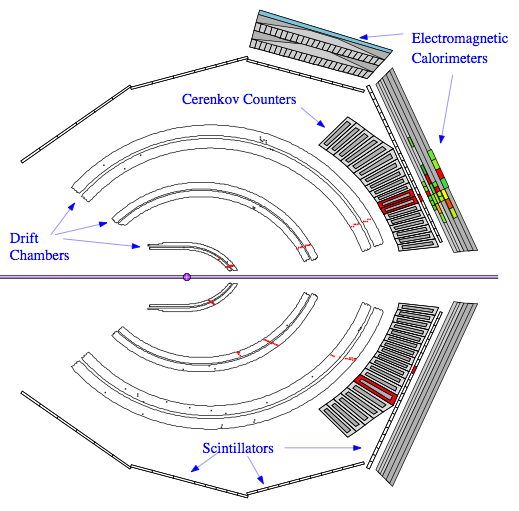 Electromagnetic
Calorimeters
Cerenkov Counters
Drift
Chambers
Scintillators